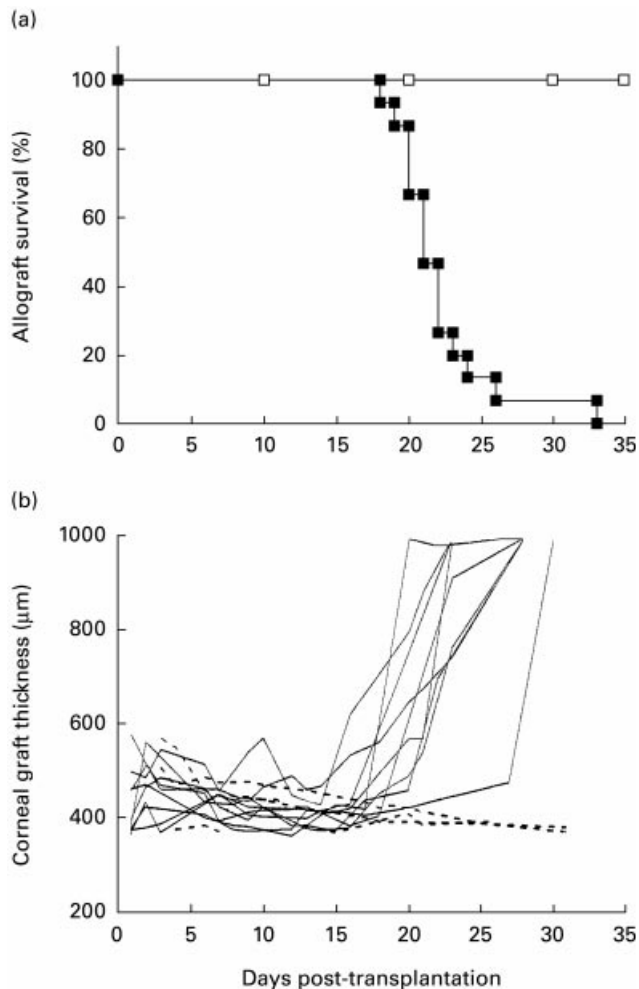 (a)
Allograft survival (%)
100
80
60
40
20
0
0 5 10 15 20 25 30 35
(b)
Corneal graft thickness (μm)
1000
800
600
400
200
0 5 10 15 20 25 30 35
Days post-transplantation